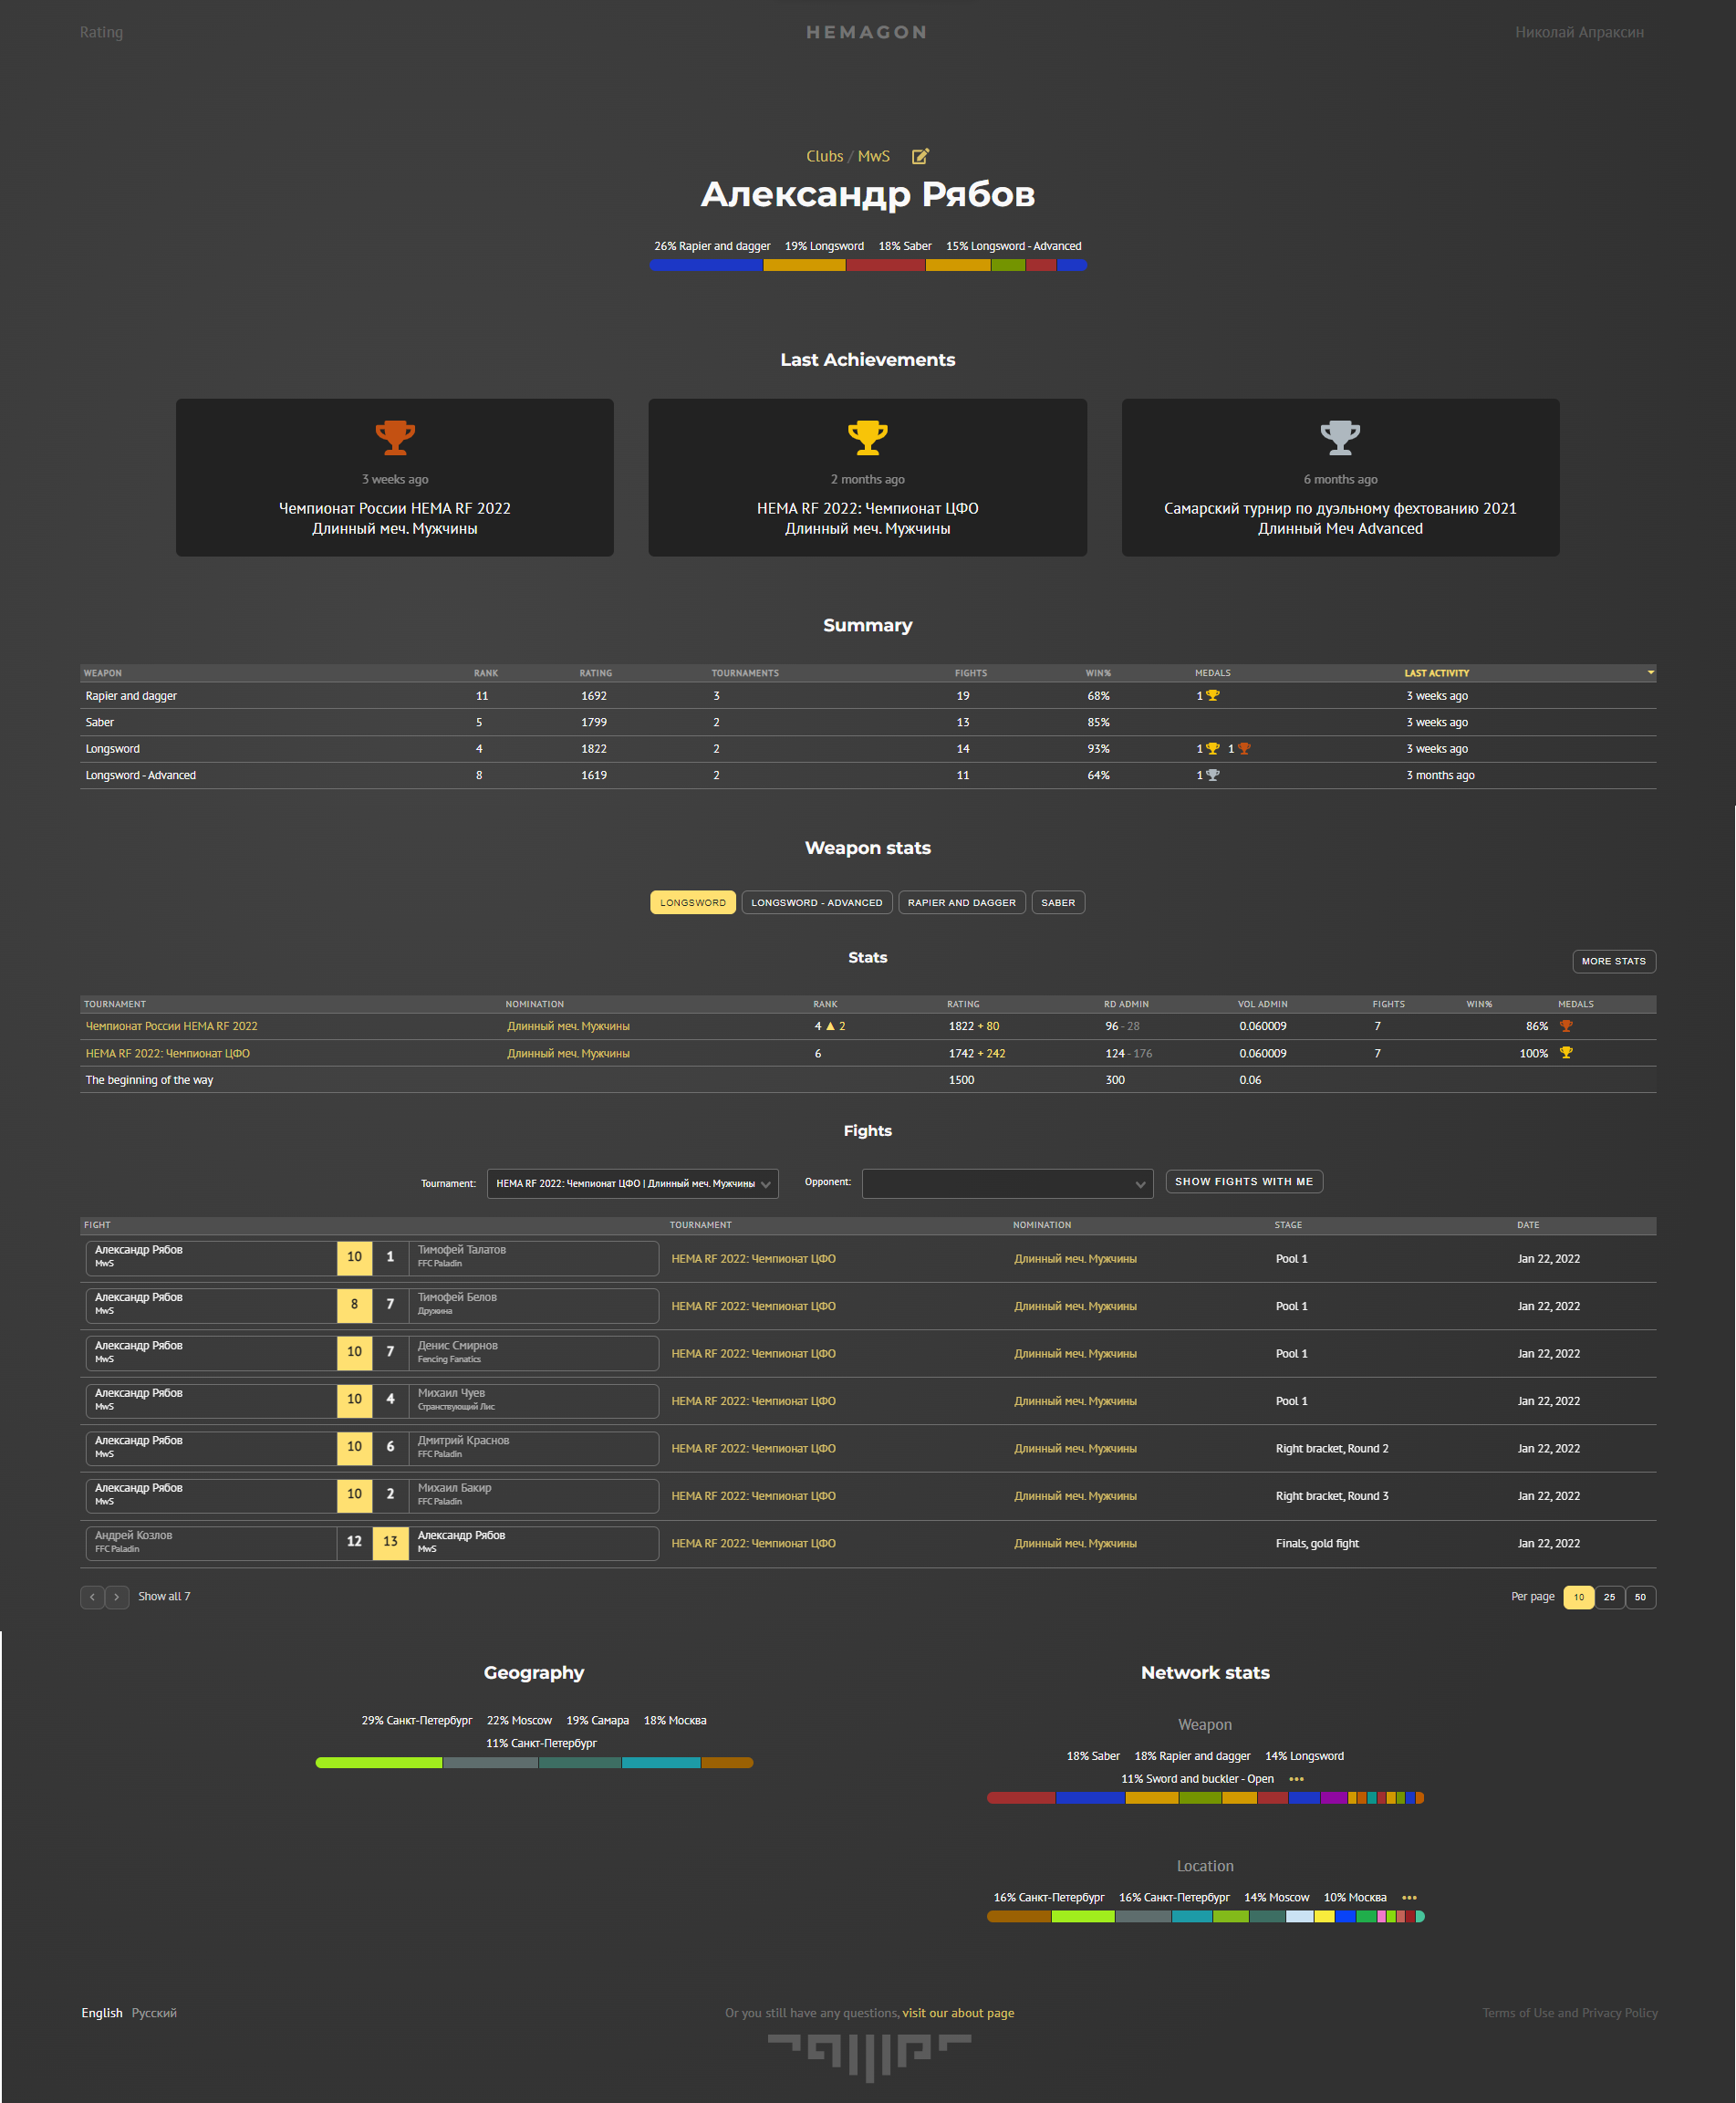 Rating
HEMAGON
Николай Апраксин
Clubs / MwS
Александр Рябов
26% Rapier and dagger 19% Longsword 18% Saber 15% Longsword - Advanced
Last Achievements
3 weeks ago
Чемпионат России HEMA RF 2022
Длинный меч. Мужчины
2 months ago
HEMA RF 2022: Чемпионат ЦФО
Длинный меч. Мужчины
6 months ago
Самарский турнир по дуэльному фехтованию 2021
Длинный Меч Advanced
Summary
WEAPON RANK RATING TOURNAMENTS FIGHTS WIN% MEDALS LAST ACTIVITY
Rapier and dagger 11 1692 3 19 68% 1 3 weeks ago
Saber 5 1799 2 13 85% 3 weeks ago
Longsword 4 1822 2 14 93% 1 1 3 weeks ago
Longsword - Advanced 8 1619 2 11 64% 1 3 months ago
Weapon stats
LONGSWORD LONGSWORD - ADVANCED RAPIER AND DAGGER SABER
Stats
MORE STATS
TOURNAMENT NOMINATION RANK RATING RD ADMIN VOL ADMIN FIGHTS WIN% MEDALS
Чемпионат России HEMA RF 2022 Длинный меч. Мужчины 4 ▲ 2 1822 + 80 96 - 28 0.060009 7 86%
HEMA RF 2022: Чемпионат ЦФО Длинный меч. Мужчины 6 1742 + 242 124 - 176 0.060009 7 100%
The beginning of the way 1500 300 0.06
Fights
Tournament: HEMA RF 2022: Чемпионат ЦФО | Длинный меч. Мужчины Opponent: SHOW FIGHTS WITH ME
FIGHT TOURNAMENT NOMINATION STAGE DATE
Александр Рябов MwS 10 1 Тимофей Талатов FFC Paladin HEMA RF 2022: Чемпионат ЦФО Длинный меч. Мужчины Pool 1 Jan 22, 2022
Александр Рябов MwS 8 7 Тимофей Белов Дружина HEMA RF 2022: Чемпионат ЦФО Длинный меч. Мужчины Pool 1 Jan 22, 2022
Александр Рябов MwS 10 7 Денис Смирнов Fencing Fanatics HEMA RF 2022: Чемпионат ЦФО Длинный меч. Мужчины Pool 1 Jan 22, 2022
Александр Рябов MwS 10 4 Михаил Чуев Странствующий Лис HEMA RF 2022: Чемпионат ЦФО Длинный меч. Мужчины Pool 1 Jan 22, 2022
Александр Рябов MwS 10 6 Дмитрий Краснов FFC Paladin HEMA RF 2022: Чемпионат ЦФО Длинный меч. Мужчины Right bracket, Round 2 Jan 22, 2022
Александр Рябов MwS 10 2 Михаил Бакир FFC Paladin HEMA RF 2022: Чемпионат ЦФО Длинный меч. Мужчины Right bracket, Round 3 Jan 22, 2022
Андрей Козлов FFC Paladin 12 13 Александр Рябов MwS HEMA RF 2022: Чемпионат ЦФО Длинный меч. Мужчины Finals, gold fight Jan 22, 2022
Show all 7
Per page 10 25 50
Geography
29% Санкт-Петербург 22% Moscow 19% Самара 18% Москва
11% Санкт-Петербург
Network stats
Weapon
18% Saber 18% Rapier and dagger 14% Longsword
11% Sword and buckler - Open •••
Location
16% Санкт-Петербург 16% Санкт-Петербург 14% Moscow 10% Москва •••
English Русский
Or you still have any questions, visit our about page
Terms of Use and Privacy Policy